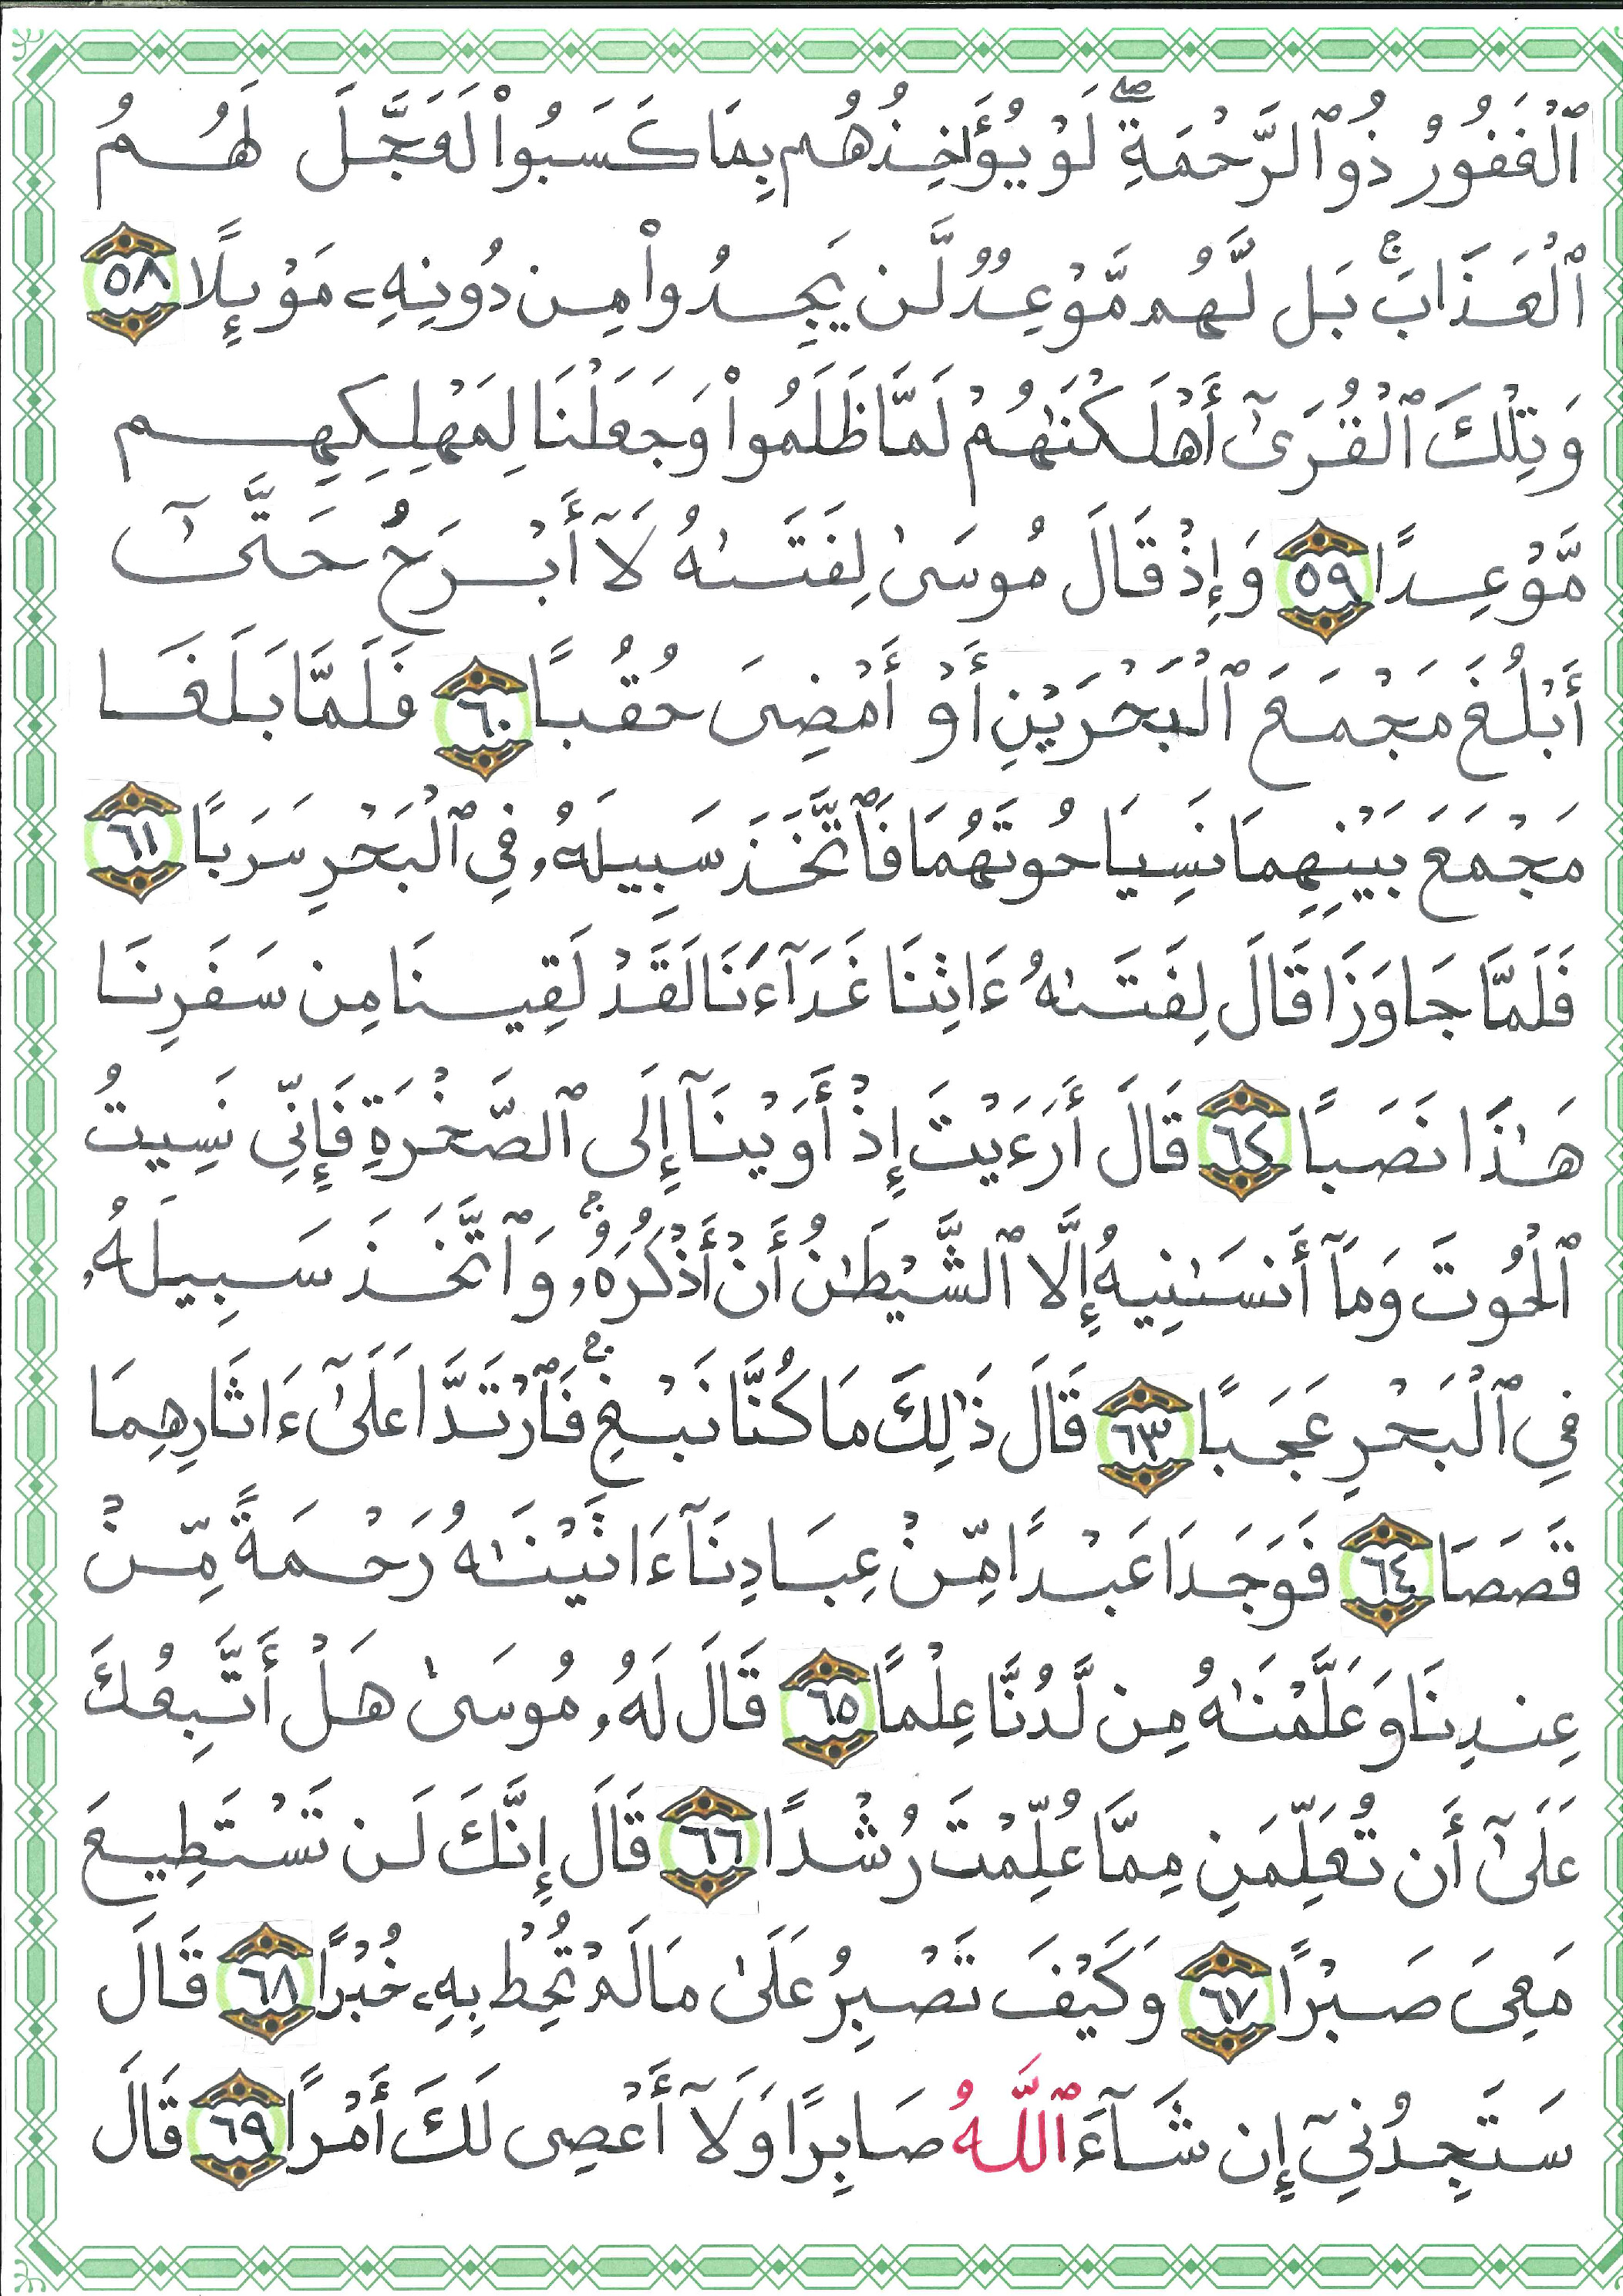 ٱلۡغَفُورُ ذُو ٱلرَّحۡمَةِۖ لَوۡ يُؤَاخِذُهُم بِمَا كَسَبُواْ لَعَجَّلَ لَهُمُ
ٱلۡعَذَابَۚ بَل لَّهُم مَّوۡعِدُُ لَّن يَجِدُواْ مِن دُونِهِۦ مَوۡئِلًا ٥٨
وَتِلۡكَ ٱلۡقُرَىٰٓ أَهۡلَكۡنَٰهُمۡ لَمَّا ظَلَمُواْ وَجَعَلۡنَا لِمَهۡلِكِهِم
مَّوۡعِدًا ٥٩ وَإِذۡ قَالَ مُوسَىٰ لِفَتَىٰهُ لَآ أَبۡرَحُ حَتَّىٰٓ
أَبۡلُغَ مَجۡمَعَ ٱلۡبَحۡرَيۡنِ أَوۡ أَمۡضِىَ حُقُبًا ٦٠ فَلَمَّا بَلَغَا
مَجۡمَعَ بَيۡنِهِمَا نَسِيَا حُوتَهُمَا فَٱتَّخَذَ سَبِيلَهُۥ فِى ٱلۡبَحۡرِ سَرَبًا ٦١
فَلَمَّا جَاوَزَا قَالَ لِفَتَىٰهُ ءَاتِنَا غَدَآءَنَا لَقَدۡ لَقِينَا مِن سَفَرِنَا
هَٰذَا نَصَبًا ٦٢ قَالَ أَرَءَيۡتَ إِذۡ أَوَيۡنَآ إِلَى ٱلصَّخۡرَةِ فَإِنِّى نَسِيتُ
ٱلۡحُوتَ وَمَآ أَنسَىٰنِيهُ إِلَّا ٱلشَّيۡطَٰنُ أَنۡ أَذۡكُرَهُۥۚ وَٱتَّخَذَ سَبِيلَهُۥ
فِى ٱلۡبَحۡرِ عَجَبًا ٦٣ قَالَ ذَٰلِكَ مَا كُنَّا نَبۡغِۚ فَٱرۡتَدَّا عَلَىٰٓ ءَاثَارِهِمَا
قَصَصَا ٦٤ فَوَجَدَا عَبۡدًا مِّنۡ عِبَادِنَآ ءَاتَيۡنَٰهُ رَحۡمَةً مِّنۡ
عِندِنَا وَعَلَّمۡنَٰهُ مِن لَّدُنَّا عِلۡمًا ٦٥ قَالَ لَهُۥ مُوسَىٰ هَلۡ أَتَّبِعُكَ
عَلَىٰٓ أَن تُعَلِّمَنِ مِمَّا عُلِّمۡتَ رُشۡدًا ٦٦ قَالَ إِنَّكَ لَن تَسۡتَطِيعَ
مَعِىَ صَبۡرًا ٦٧ وَكَيۡفَ تَصۡبِرُ عَلَىٰ مَا لَمۡ تُحِطۡ بِهِۦ خُبۡرًا ٦٨ قَالَ
سَتَجِدُنِىٓ إِن شَآءَ ٱللَّهُ صَابِرًا وَلَآ أَعۡصِى لَكَ أَمۡرًا ٦٩ قَالَ